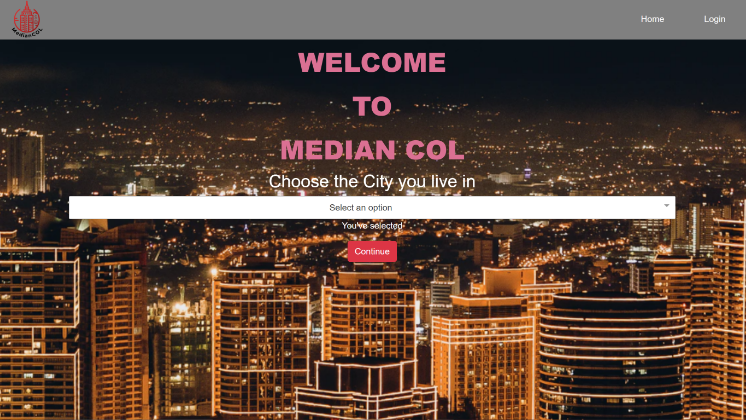 MedianCOL
Home
Login
WELCOME
TO
MEDIAN COL
Choose the City you live in
Select an option
You've selected
Continue